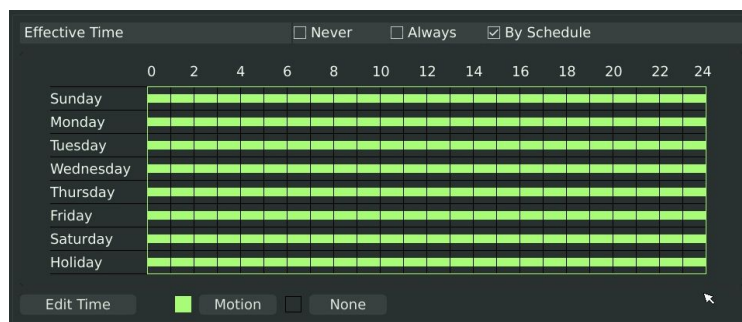 Effective Time Never Always By Schedule
0 2 4 6 8 10 12 14 16 18 20 22 24
Sunday
Monday
Tuesday
Wednesday
Thursday
Friday
Saturday
Holiday
Edit Time Motion None